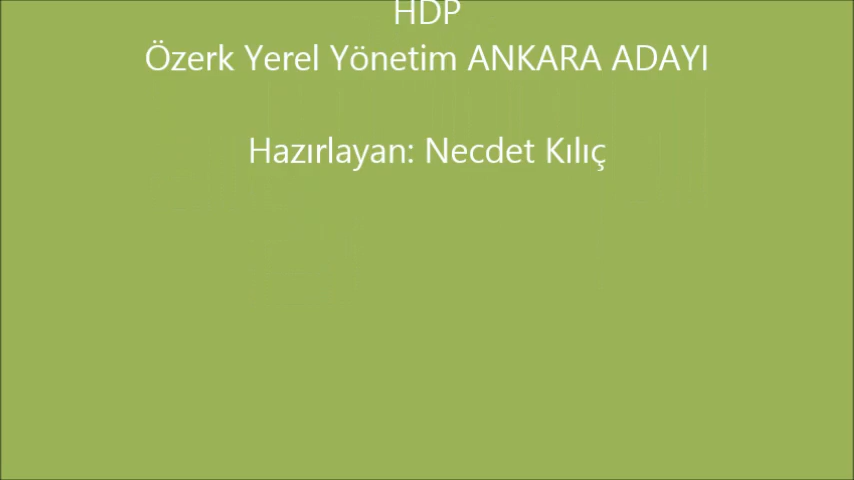 HDP
Özerk Yerel Yönetim ANKARA ADAYI
Hazırlayan: Necdet Kılıç